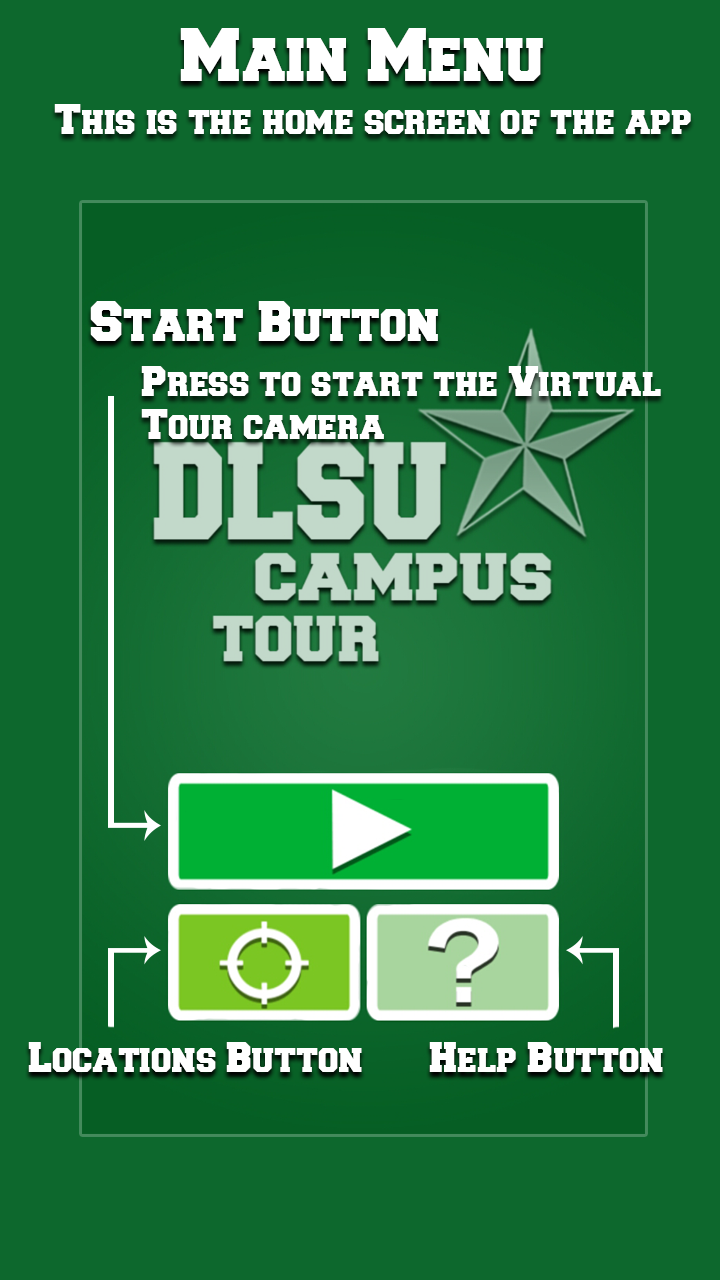 Main Menu
This is the home screen of the app
Start Button
Press to start the Virtual
Tour camera
DLSU
CAMPUS
TOUR
?
Locations Button
Help Button